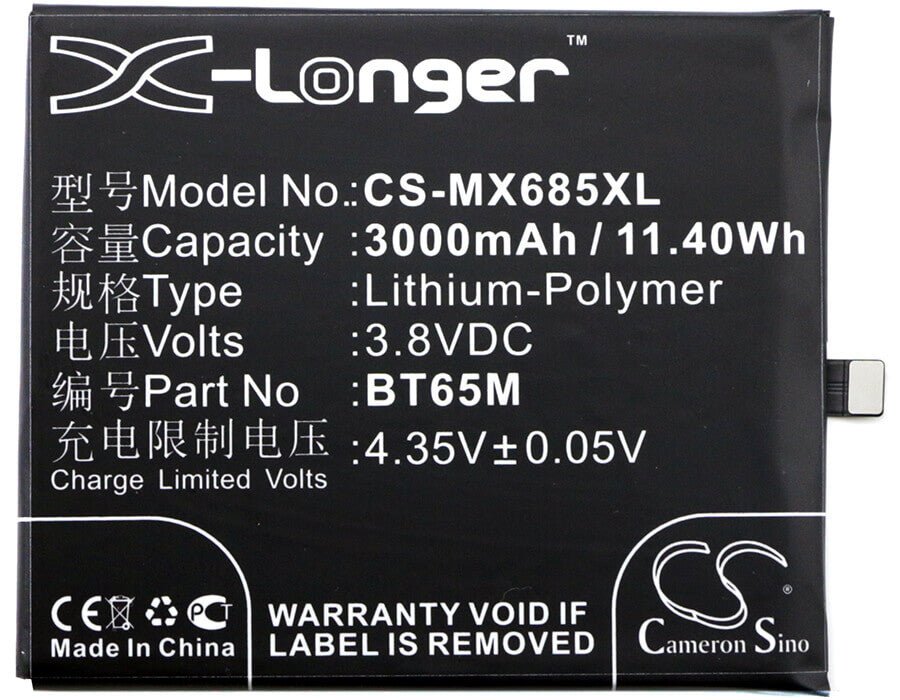 X-Longer™
型号Model No.:CS-MX685XL
容量Capacity :3000mAh / 11.40Wh
规格Type :Lithium-Polymer
电压Volts :3.8VDC
编号Part No :BT65M
充电限制电压 :4.35V±0.05V
Charge Limited Volts
CE PCT
Made In China
WARRANTY VOID IF
LABEL IS REMOVED
CS®
Cameron Sino